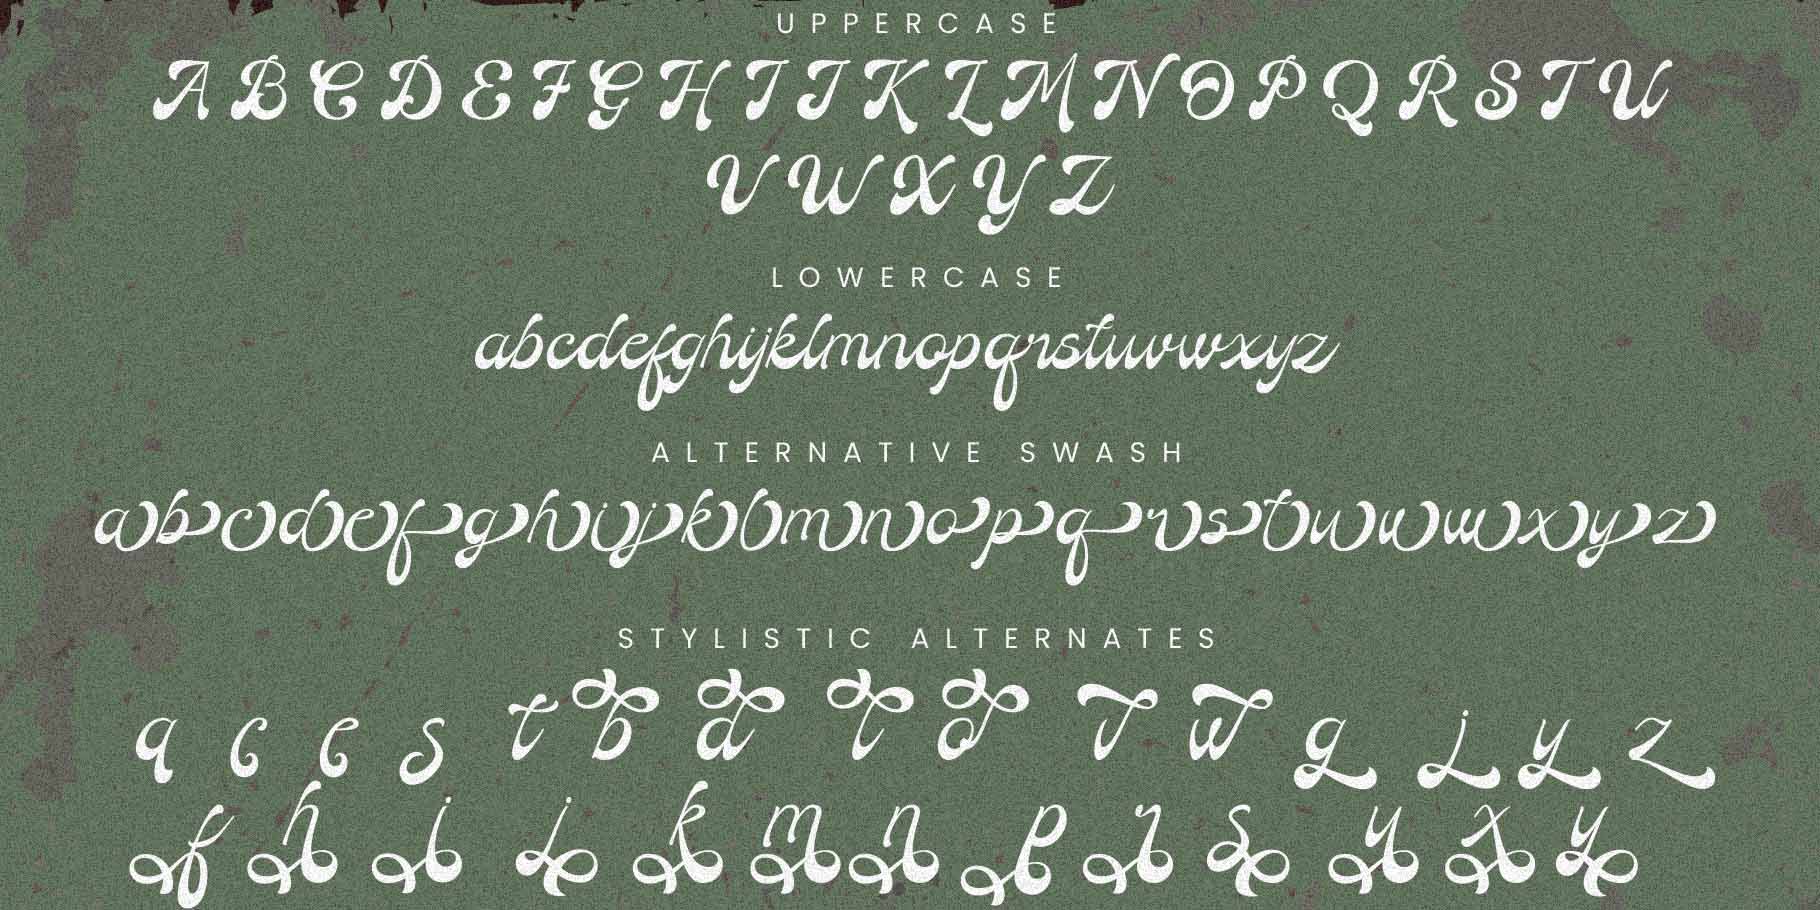 UPPERCASE
A B C D E F G H I J K L M N O P Q R S T U
V W X Y Z
LOWERCASE
abcdefghijklmnopqrstuvwxyz
ALTERNATIVE SWASH
abcdefghijklmnopqrstuvwxyz
STYLISTIC ALTERNATES
a c e s t b d t o v w g j y z
f h i j k m n p r s u x y